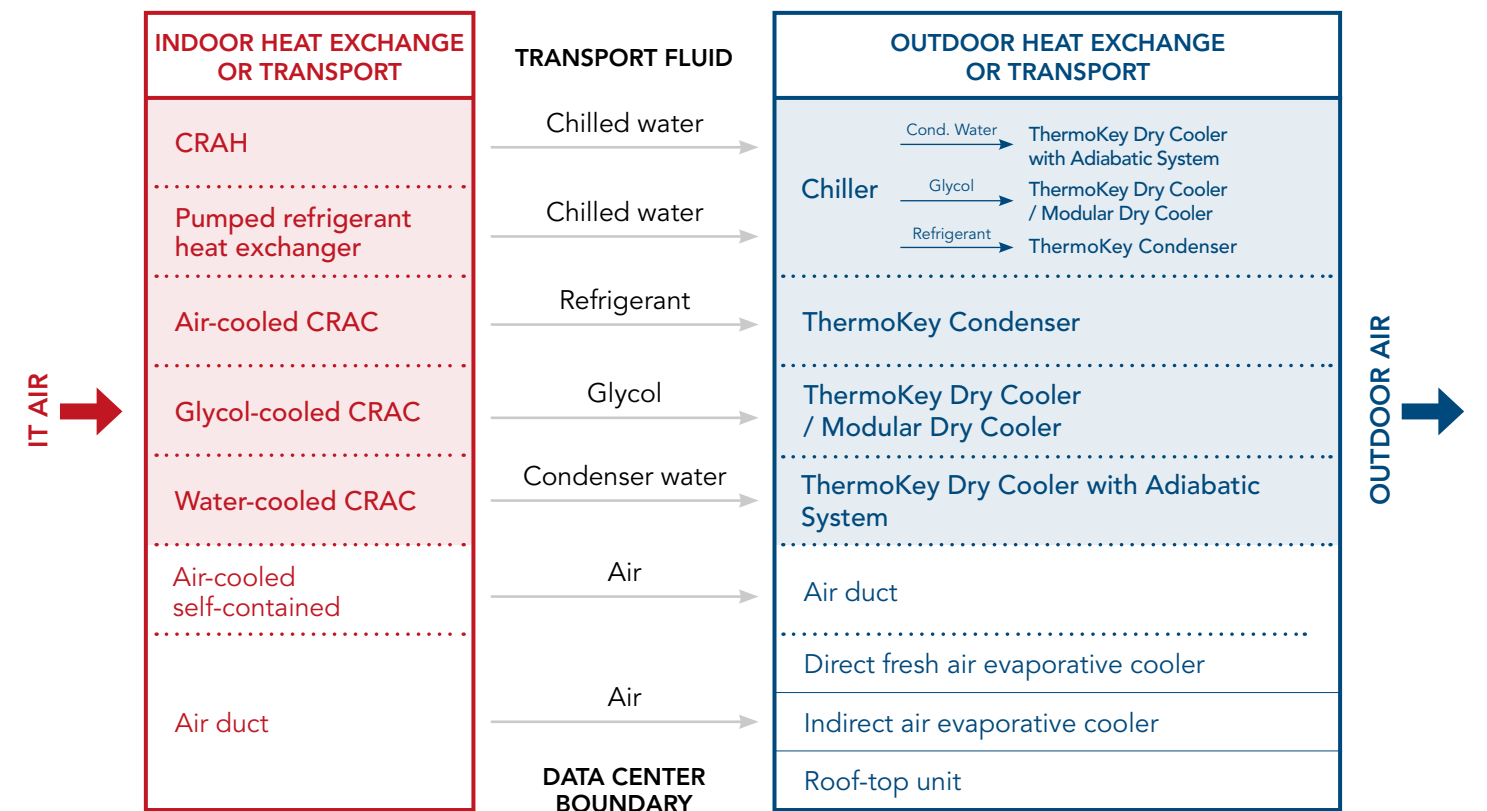 INDOOR HEAT EXCHANGE
OR TRANSPORT
TRANSPORT FLUID
OUTDOOR HEAT EXCHANGE
OR TRANSPORT
IT AIR
CRAH
Chilled water
Chiller
Cond. Water
ThermoKey Dry Cooler
with Adiabatic System
Glycol
ThermoKey Dry Cooler
/ Modular Dry Cooler
Refrigerant
ThermoKey Condenser
Pumped refrigerant
heat exchanger
Chilled water
Air-cooled CRAC
Refrigerant
ThermoKey Condenser
Glycol-cooled CRAC
Glycol
ThermoKey Dry Cooler
/ Modular Dry Cooler
Water-cooled CRAC
Condenser water
ThermoKey Dry Cooler with Adiabatic
System
Air-cooled
self-contained
Air
Air duct
Air duct
Air
Direct fresh air evaporative cooler
Indirect air evaporative cooler
Roof-top unit
DATA CENTER
BOUNDARY
OUTDOOR AIR